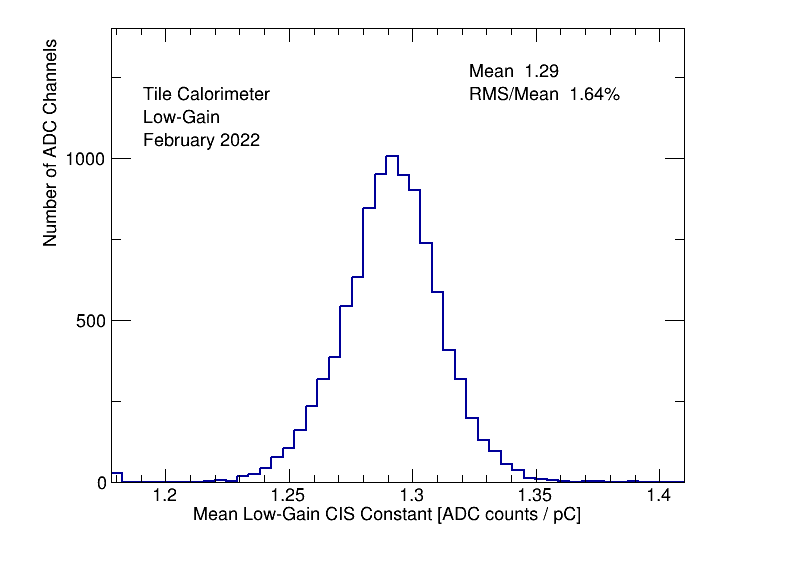 Number of ADC Channels
Tile Calorimeter
Low-Gain
February 2022
Mean 1.29
RMS/Mean 1.64%
1000
500
0
1.2 1.25 1.3 1.35 1.4
Mean Low-Gain CIS Constant [ADC counts / pC]